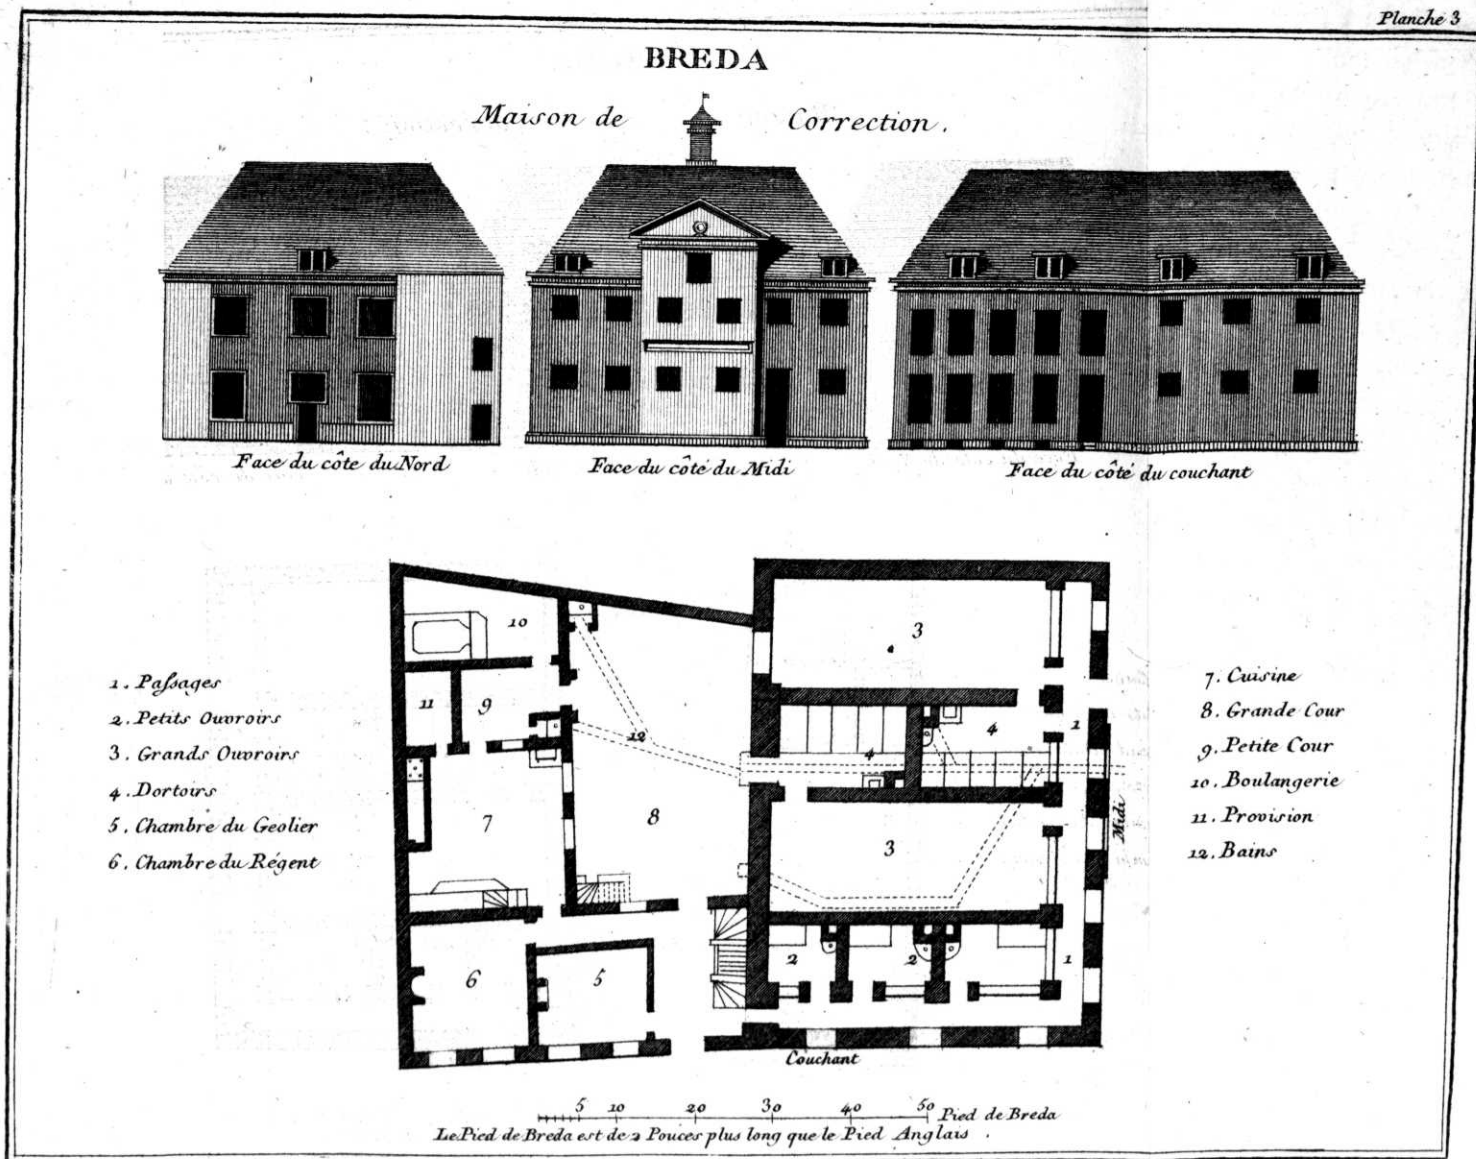 Planche 3
BREDA
Maison de Correction.
Face du côte du Nord
Face du côté du Midi
Face du côté du couchant
1. Paſsages
2. Petits Ouvroirs
3. Grands Ouvroirs
4. Dortoirs
5. Chambre du Geolier
6. Chambre du Régent
7. Cuisine
8. Grande Cour
9. Petite Cour
10. Boulangerie
11. Provision
12. Bains
10
3
11
9
12
4
4
1
7
8
3
Midi
6
5
2
2
1
Couchant
5 10 20 30 40 50 Pied de Breda
Le Pied de Breda est de 2 Pouces plus long que le Pied Anglais.